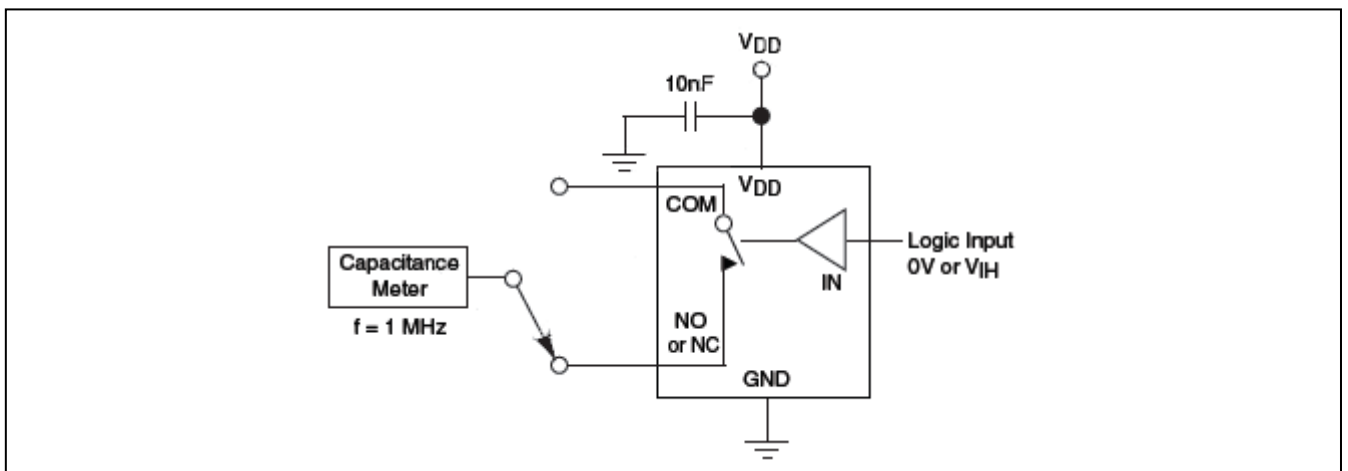 VDD
10nF
VDD
COM
Logic Input
0V or VIH
IN
Capacitance
Meter
f = 1 MHz
NO
or NC
GND